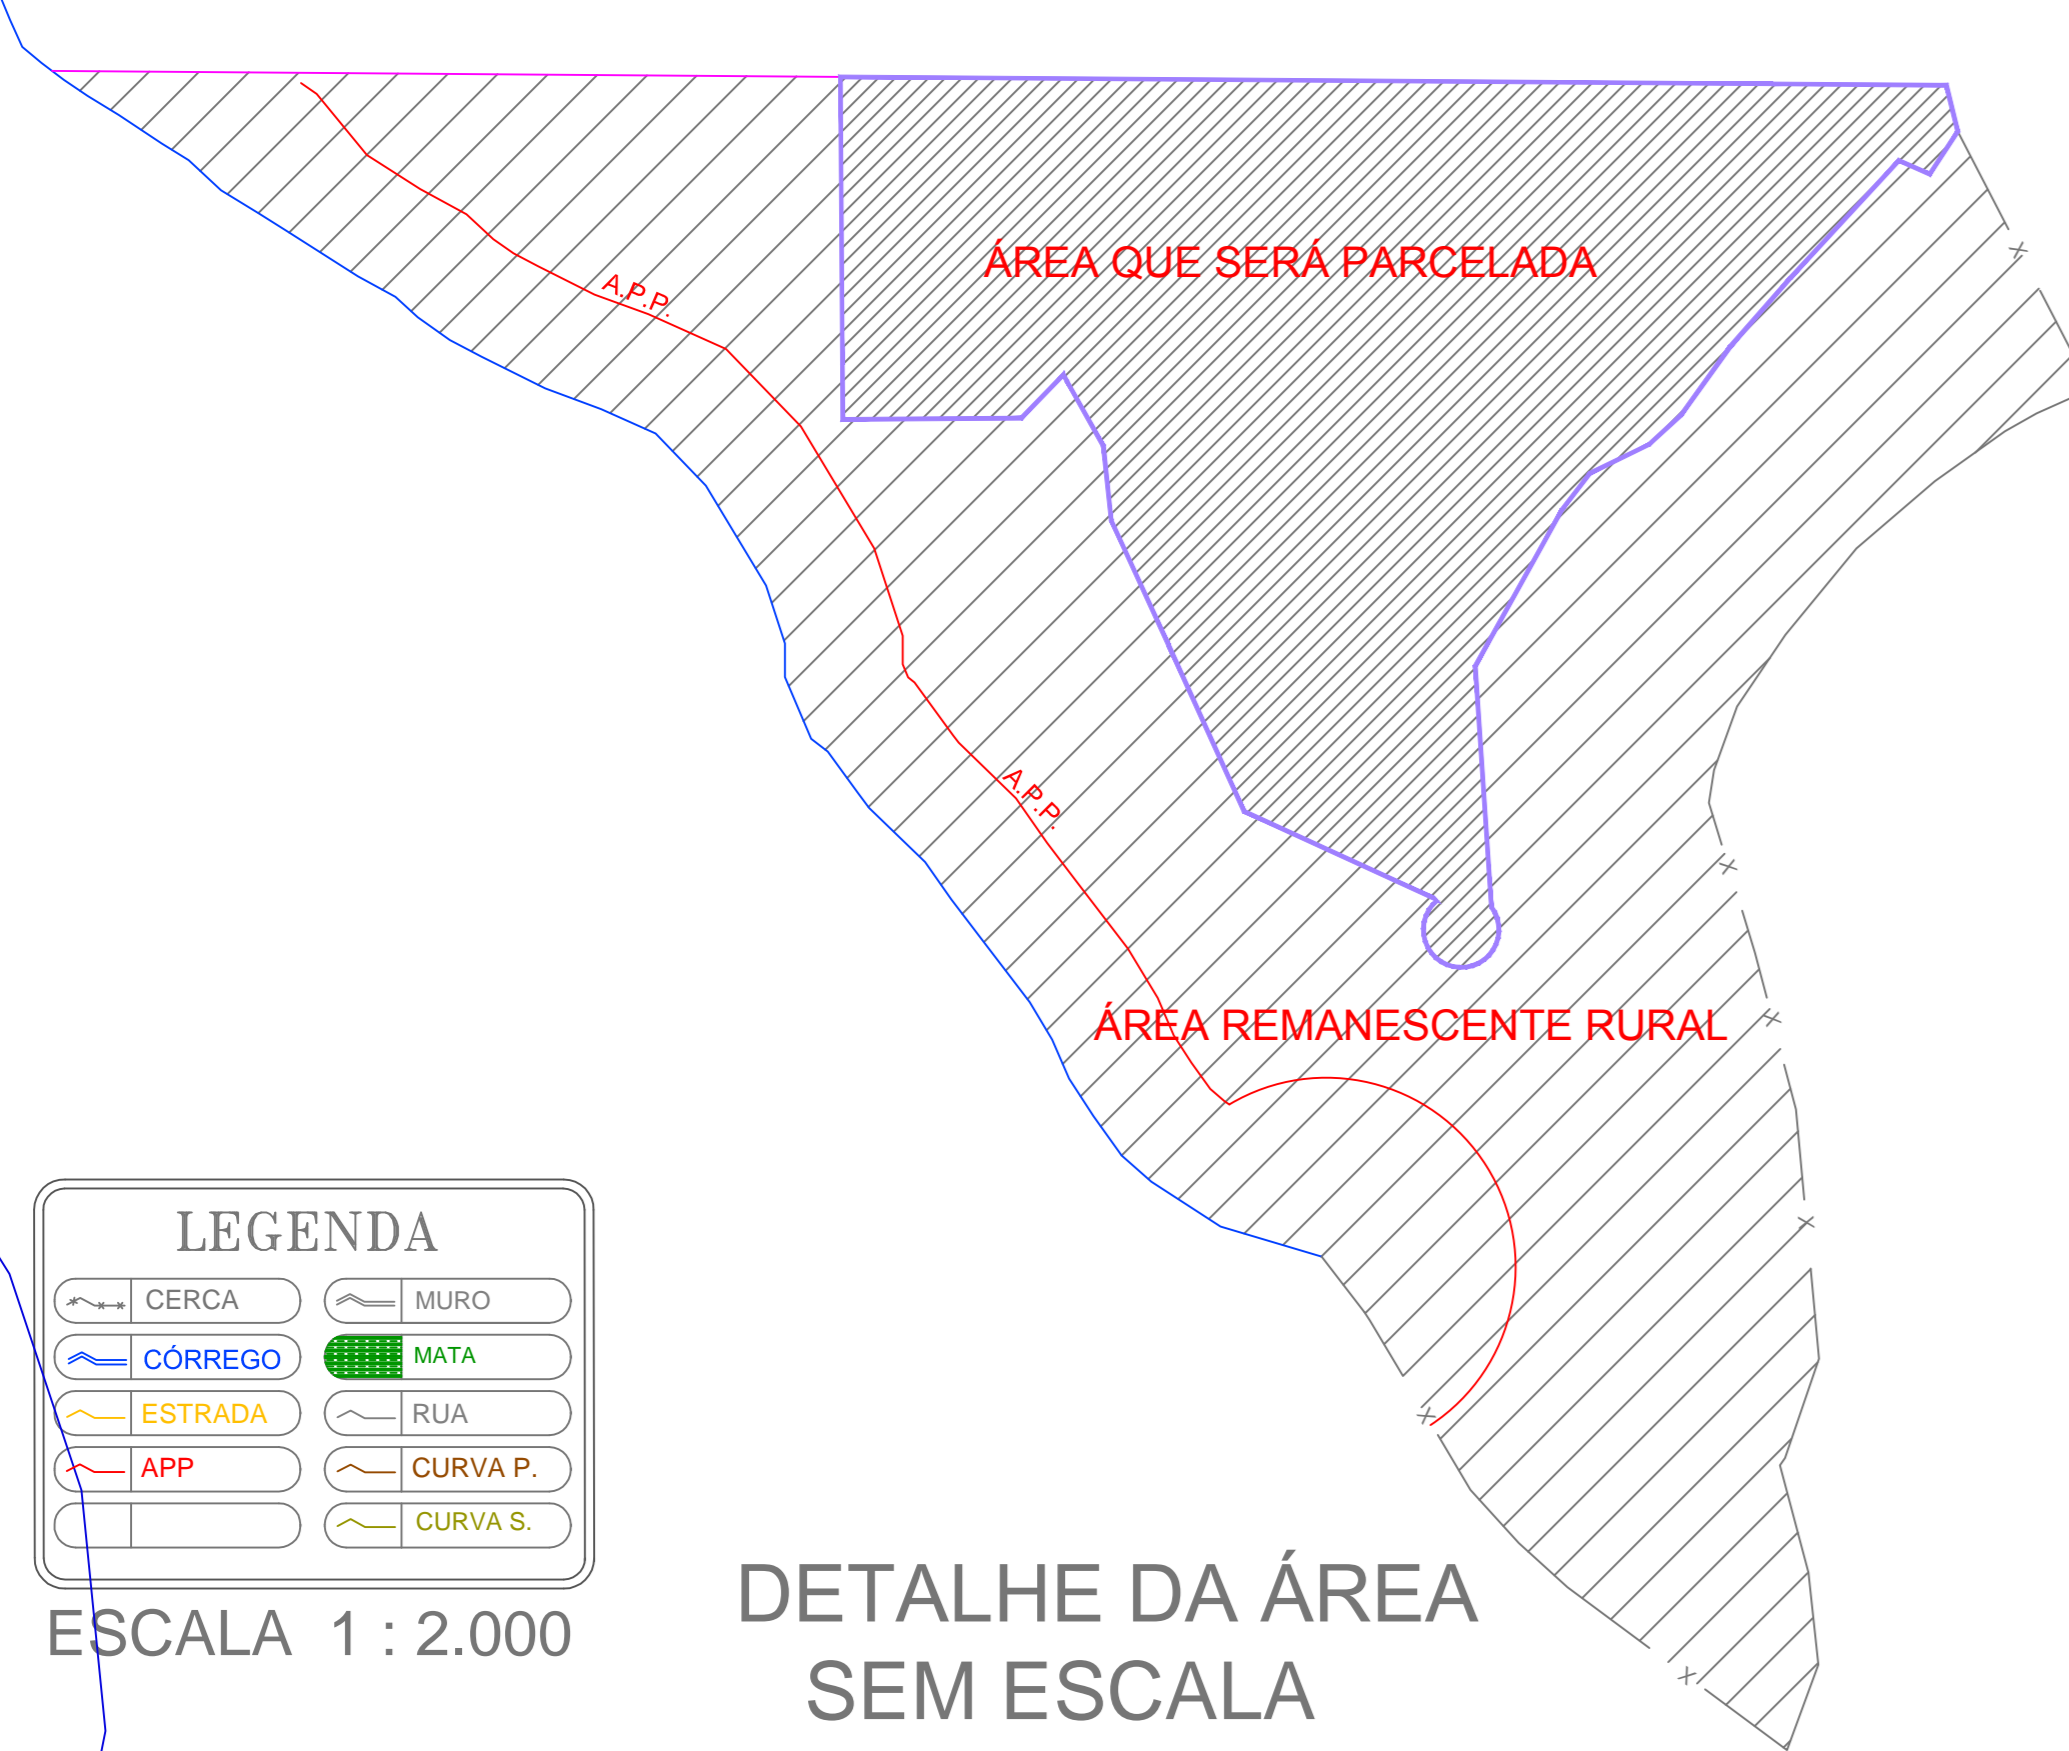 A.P.P.
ÁREA QUE SERÁ PARCELADA
A.P.P.
ÁREA REMANESCENTE RURAL
LEGENDA
CERCA
MURO
CÓRREGO
MATA
ESTRADA
RUA
APP
CURVA P.
CURVA S.
ESCALA 1 : 2.000
DETALHE DA ÁREA
SEM ESCALA